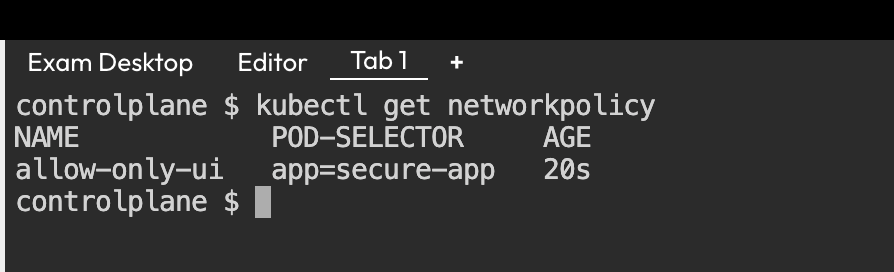 Exam Desktop Editor Tab 1 +
controlplane $ kubectl get networkpolicy
NAME POD-SELECTOR AGE
allow-only-ui app=secure-app 20s
controlplane $